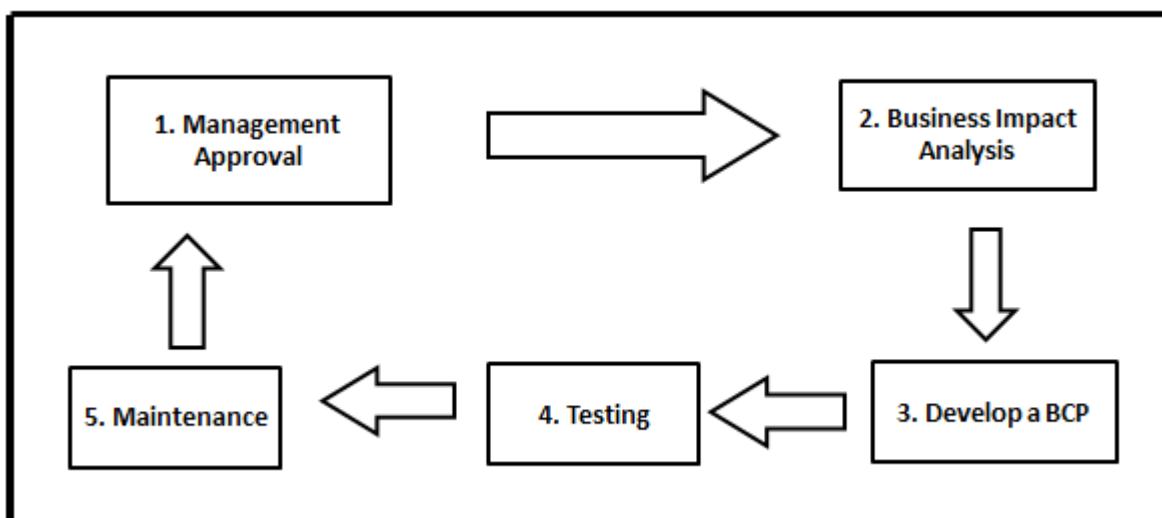 1. Management
Approval
2. Business Impact
Analysis
5. Maintenance
4. Testing
3. Develop a BCP